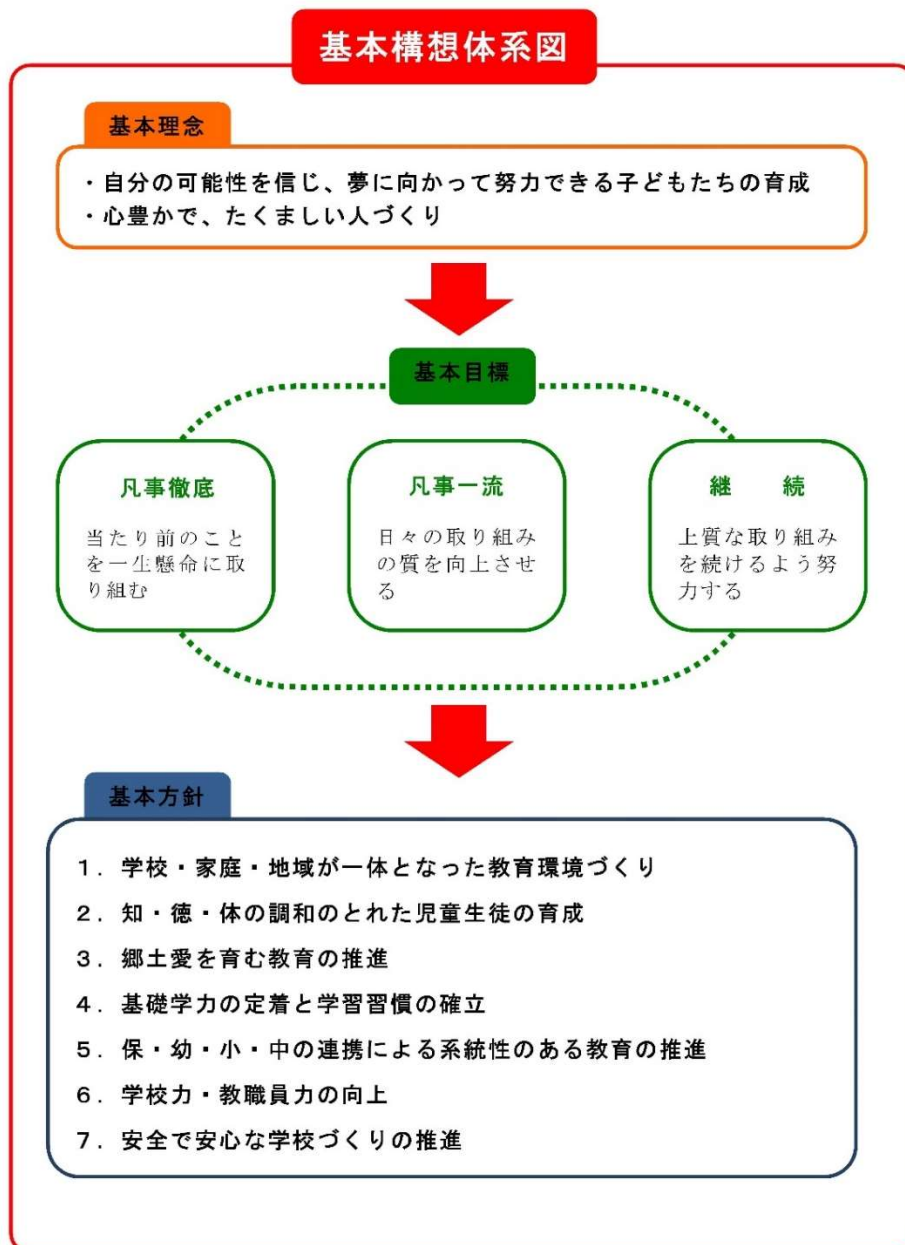 基本構想体系図
基本理念
・自分の可能性を信じ、夢に向かって努力できる子どもたちの育成
・心豊かで、たくましい人づくり
基本目標
凡事徹底
当たり前のこと
を一生懸命に取
り組む
凡事一流
日々の取り組み
の質を向上させ
る
継　　続
上質な取り組み
を続けるよう努
力する
基本方針
１．学校・家庭・地域が一体となった教育環境づくり
２．知・徳・体の調和のとれた児童生徒の育成
３．郷土愛を育む教育の推進
４．基礎学力の定着と学習習慣の確立
５．保・幼・小・中の連携による系統性のある教育の推進
６．学校力・教職員力の向上
７．安全で安心な学校づくりの推進